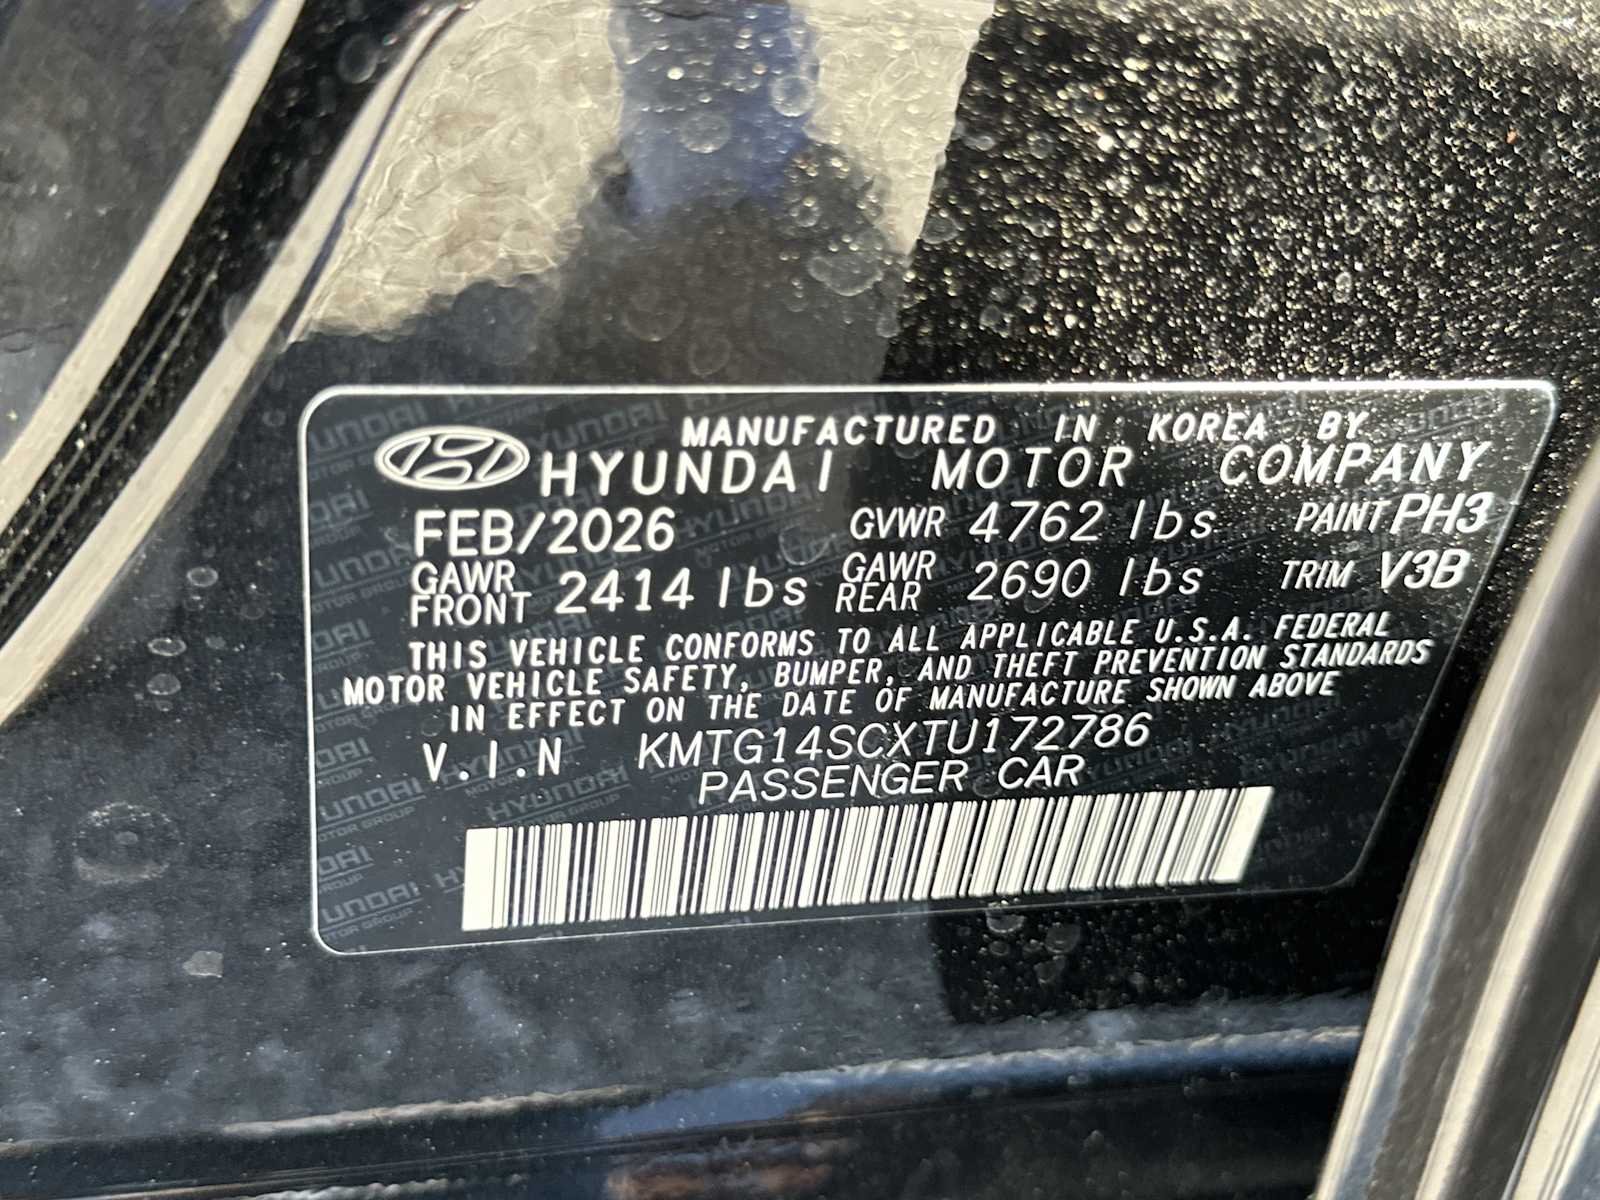 MANUFACTURED IN KOREA BY
HYUNDAI MOTOR COMPANY
FEB/2026 GVWR 4762 lbs PAINT PH3
GAWR FRONT 2414 lbs GAWR REAR 2690 lbs TRIM V3B
THIS VEHICLE CONFORMS TO ALL APPLICABLE U.S.A. FEDERAL
MOTOR VEHICLE SAFETY, BUMPER, AND THEFT PREVENTION STANDARDS
IN EFFECT ON THE DATE OF MANUFACTURE SHOWN ABOVE
V.I.N KMTG14SCXTU172786
PASSENGER CAR